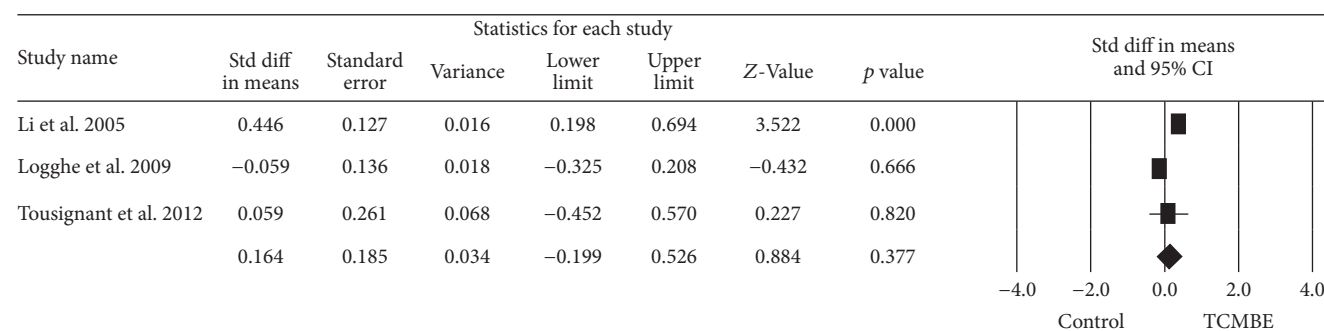 Statistics for each study
Study name Std diff in means Standard error Variance Lower limit Upper limit Z-Value p value Std diff in means and 95% CI
Li et al. 2005 0.446 0.127 0.016 0.198 0.694 3.522 0.000
Logghe et al. 2009 −0.059 0.136 0.018 −0.325 0.208 −0.432 0.666
Tousignant et al. 2012 0.059 0.261 0.068 −0.452 0.570 0.227 0.820
0.164 0.185 0.034 −0.199 0.526 0.884 0.377
−4.0 −2.0 0.0 2.0 4.0
Control TCMBE